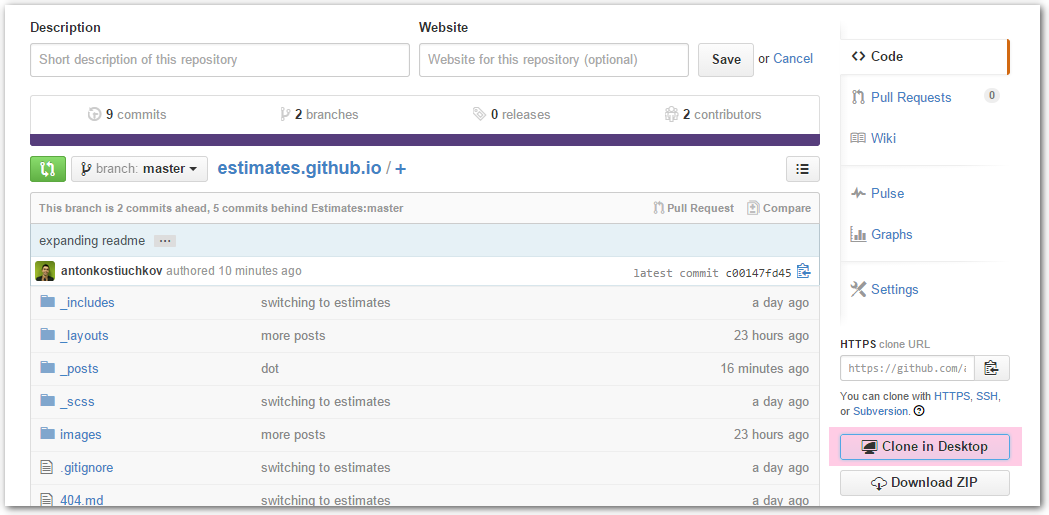 Description
Website
Short description of this repository
Website for this repository (optional)
Save
or Cancel
9 commits
2 branches
0 releases
2 contributors
branch: master
estimates.github.io / +
This branch is 2 commits ahead, 5 commits behind Estimates:master
Pull Request
Compare
expanding readme ...
antonkostiuchkov authored 10 minutes ago
latest commit c00147fd45
_includes
switching to estimates
a day ago
_layouts
more posts
23 hours ago
_posts
dot
16 minutes ago
_scss
switching to estimates
a day ago
images
more posts
23 hours ago
.gitignore
switching to estimates
a day ago
404.md
switching to estimates
a day ago
Code
Pull Requests
0
Wiki
Pulse
Graphs
Settings
HTTPS clone URL
https://github.com/a
You can clone with HTTPS, SSH,
or Subversion. ?
Clone in Desktop
Download ZIP